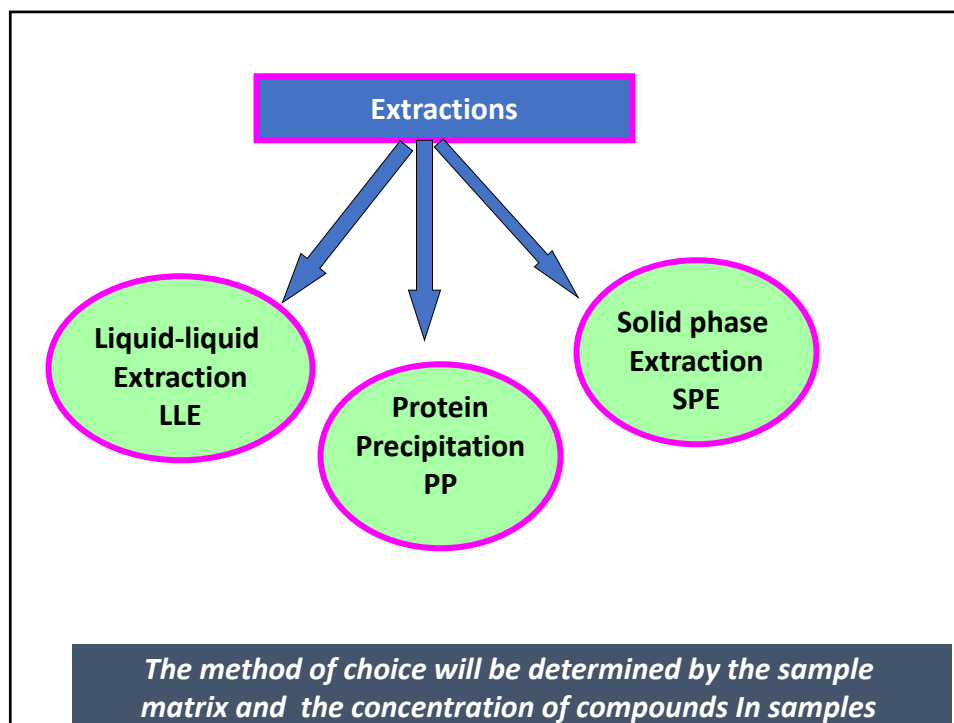 Extractions
Liquid-liquid
Extraction
LLE
Protein
Precipitation
PP
Solid phase
Extraction
SPE
The method of choice will be determined by the sample
matrix and the concentration of compounds In samples